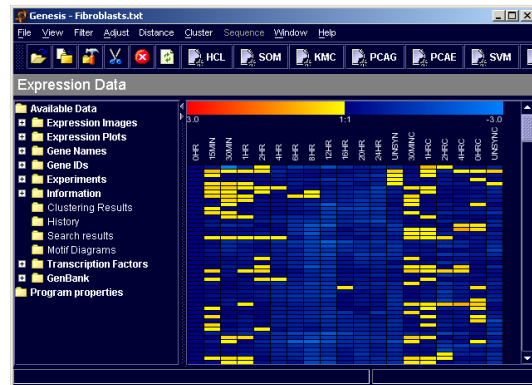 Genesis - Fibroblasts.txt
File View Filter Adjust Distance Cluster Sequence Window Help
HCL SOM KMC PCAG PCAE SVM
Expression Data
Available Data
Expression Images
Expression Plots
Gene Names
Gene IDs
Experiments
Information
Clustering Results
History
Search results
Motif Diagrams
Transcription Factors
GenBank
Program properties
3.0 1:1 -3.0
0HR 15MIN 30MIN 1HR 2HR 4HR 6HR 8HR 12HR 16HR 20HR 24HR UNSYN 30MINC 1HRC 2HRC 4HRC 0HRC UNSYNC